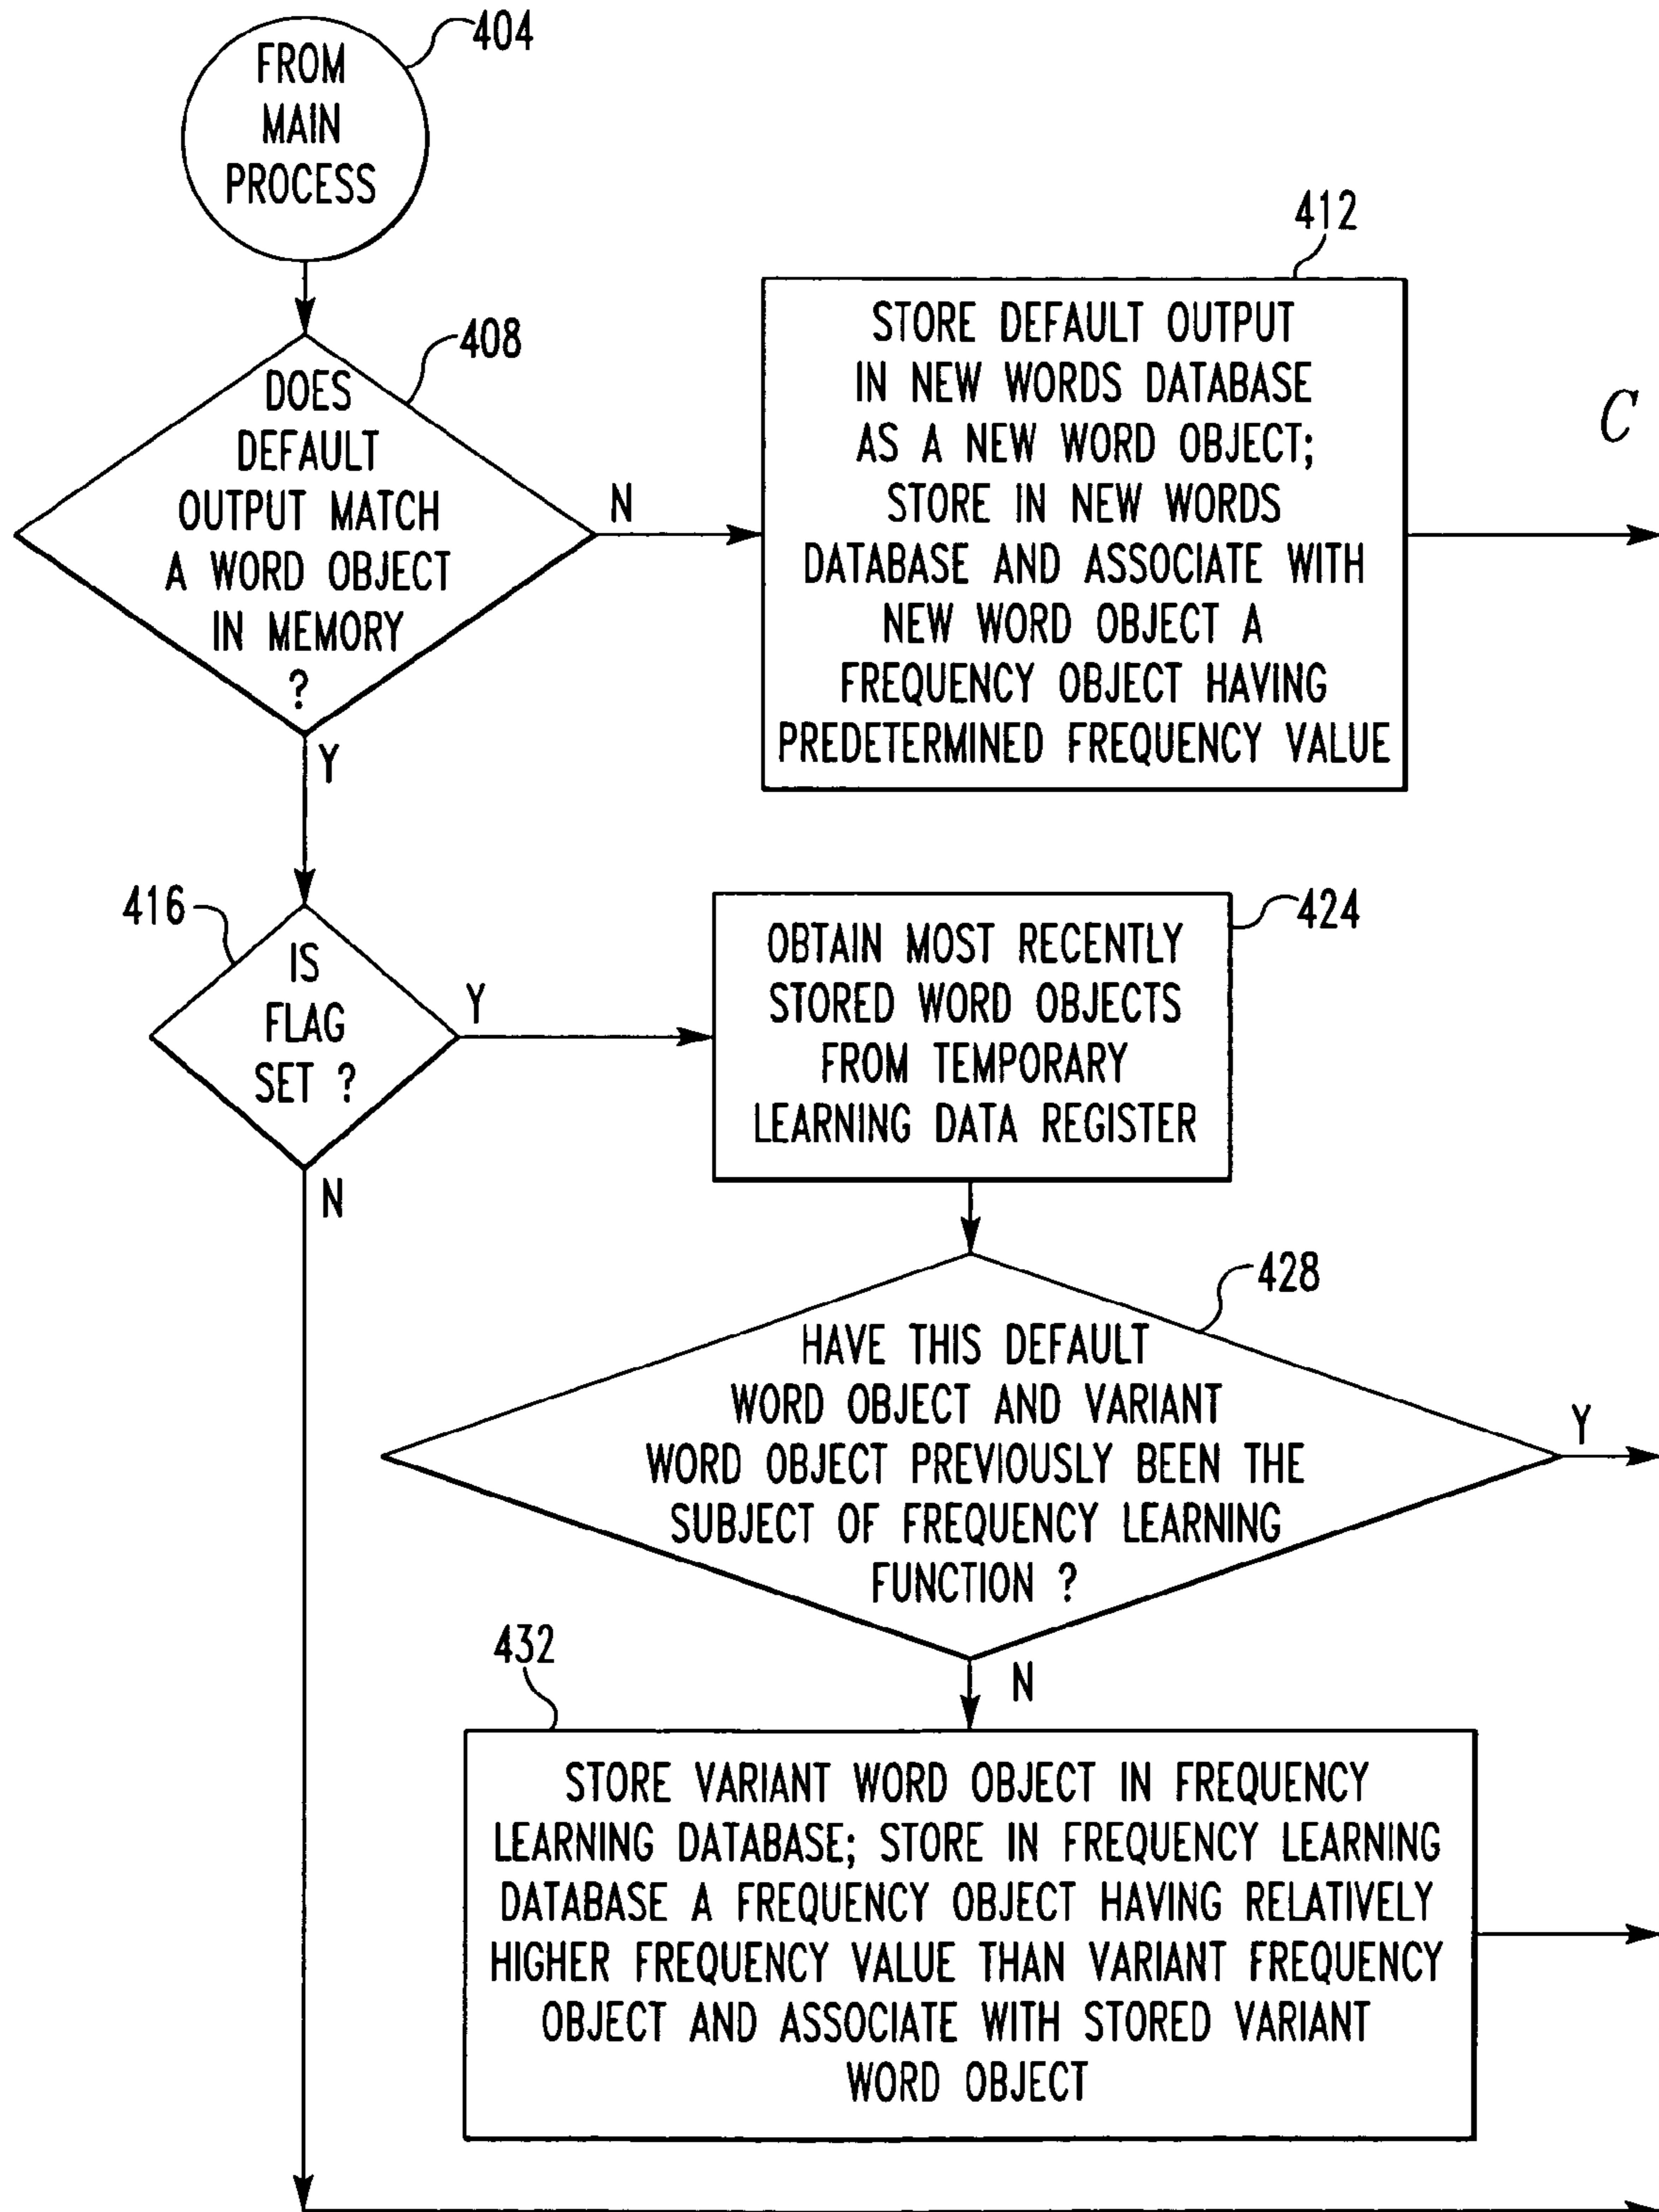 404
FROM
MAIN
PROCESS
408
DOES
DEFAULT
OUTPUT MATCH
A WORD OBJECT
IN MEMORY
?
N
Y
412
STORE DEFAULT OUTPUT
IN NEW WORDS DATABASE
AS A NEW WORD OBJECT;
STORE IN NEW WORDS
DATABASE AND ASSOCIATE WITH
NEW WORD OBJECT A
FREQUENCY OBJECT HAVING
PREDETERMINED FREQUENCY VALUE
C
416
IS
FLAG
SET ?
Y
N
424
OBTAIN MOST RECENTLY
STORED WORD OBJECTS
FROM TEMPORARY
LEARNING DATA REGISTER
428
HAVE THIS DEFAULT
WORD OBJECT AND VARIANT
WORD OBJECT PREVIOUSLY BEEN THE
SUBJECT OF FREQUENCY LEARNING
FUNCTION ?
Y
N
432
STORE VARIANT WORD OBJECT IN FREQUENCY
LEARNING DATABASE; STORE IN FREQUENCY LEARNING
DATABASE A FREQUENCY OBJECT HAVING RELATIVELY
HIGHER FREQUENCY VALUE THAN VARIANT FREQUENCY
OBJECT AND ASSOCIATE WITH STORED VARIANT
WORD OBJECT